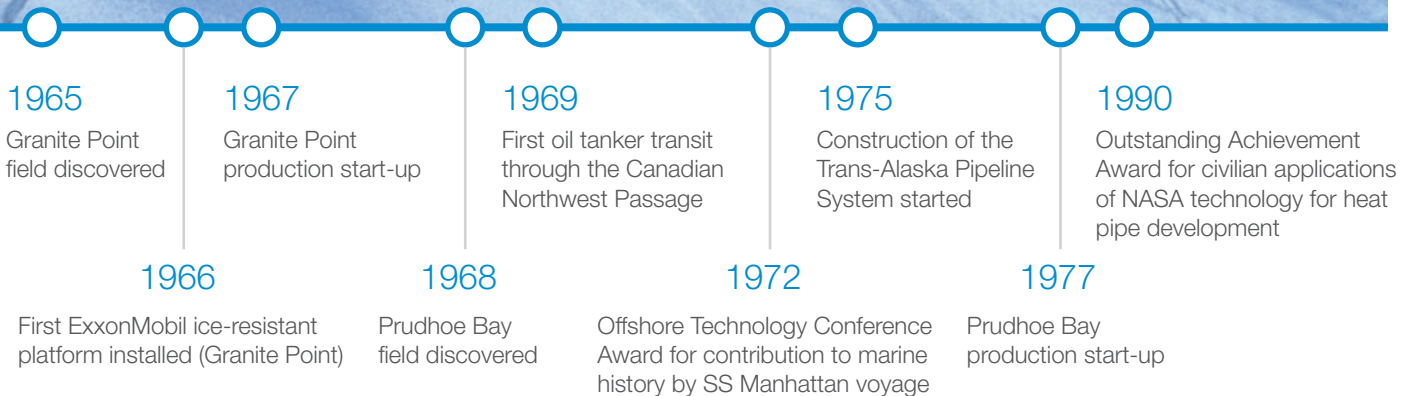 1965
Granite Point
field discovered
1966
First ExxonMobil ice-resistant
platform installed (Granite Point)
1967
Granite Point
production start-up
1968
Prudhoe Bay
field discovered
1969
First oil tanker transit
through the Canadian
Northwest Passage
1972
Offshore Technology Conference
Award for contribution to marine
history by SS Manhattan voyage
1975
Construction of the
Trans-Alaska Pipeline
System started
1977
Prudhoe Bay
production start-up
1990
Outstanding Achievement
Award for civilian applications
of NASA technology for heat
pipe development